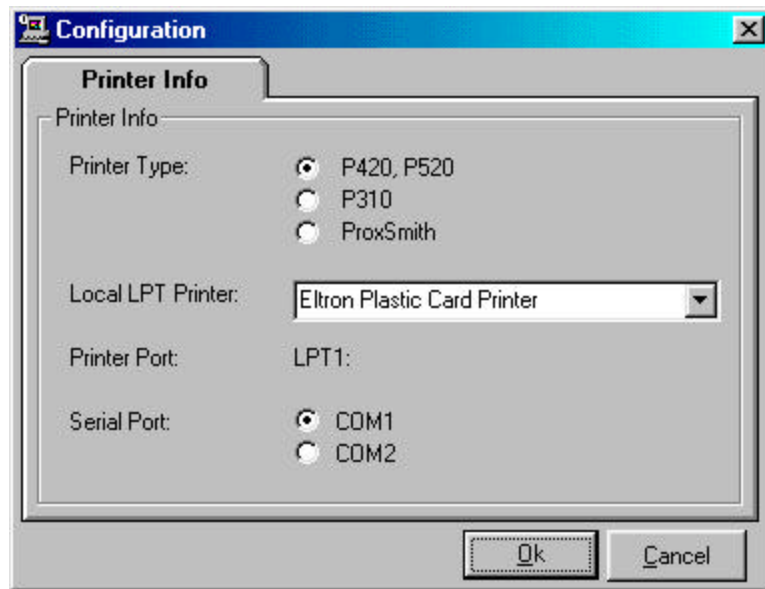 Configuration
Printer Info
Printer Info
Printer Type:
P420, P520
P310
ProxSmith
Local LPT Printer: Eltron Plastic Card Printer
Printer Port: LPT1:
Serial Port: COM1
COM2
Ok Cancel